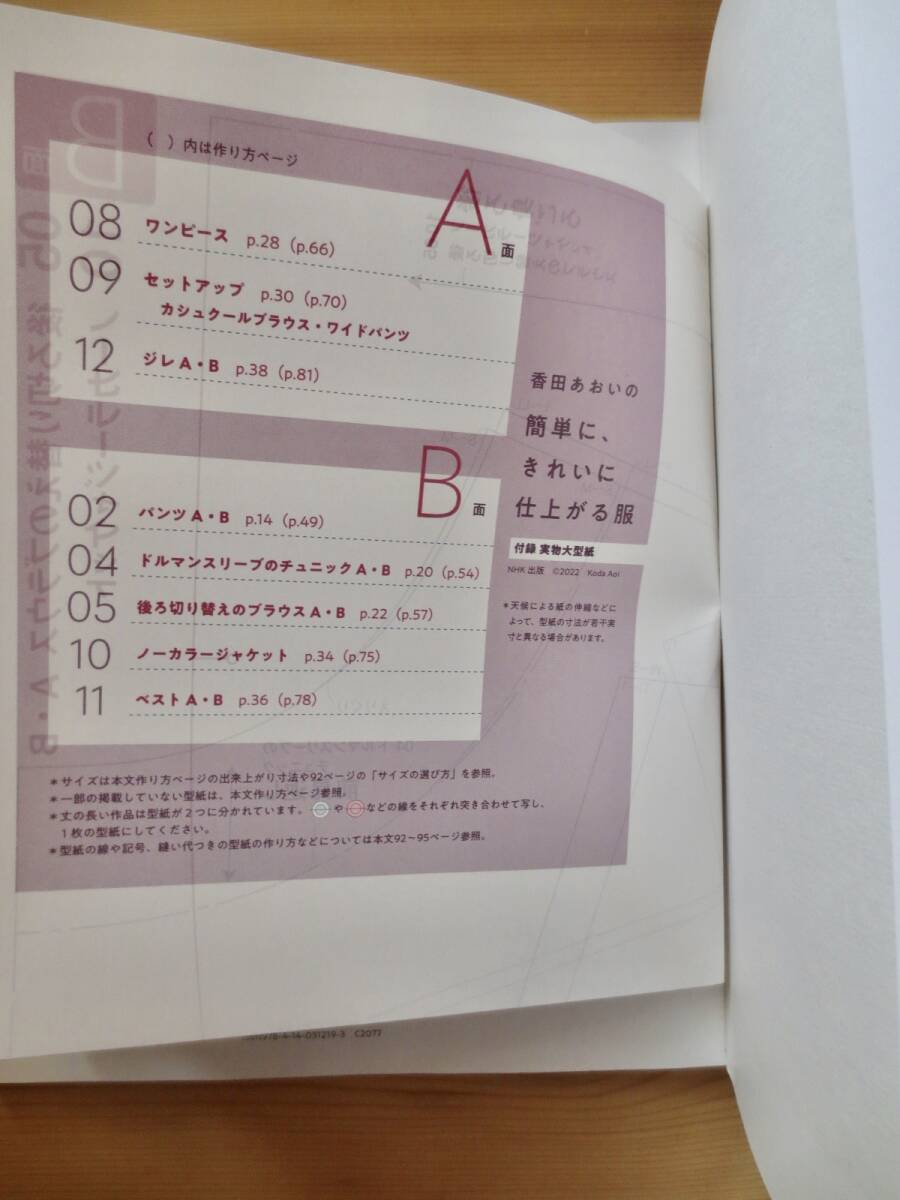 （ ）内は作り方ページ
A面
08 ワンピース p.28（p.66）
09 セットアップ p.30（p.70）
カシュクールブラウス・ワイドパンツ
12 ジレA・B p.38（p.81）
B面
02 パンツA・B p.14（p.49）
04 ドルマンスリーブのチュニックA・B p.20（p.54）
05 後ろ切り替えのブラウスA・B p.22（p.57）
10 ノーカラージャケット p.34（p.75）
11 ベストA・B p.36（p.78）
香田あおいの
簡単に、
きれいに
仕上がる服
付録 実物大型紙
NHK出版 ©2022 Koda Aoi
＊天候による紙の伸縮などに
よって、型紙の寸法が若干実
寸と異なる場合があります。
＊サイズは本文作り方ページの出来上がり寸法や92ページの「サイズの選び方」を参照。
＊一部の掲載していない型紙は、本文作り方ページ参照。
＊丈の長い作品は型紙が2つに分かれています。◎や◎などの線をそれぞれ突き合わせて写し、
1枚の型紙にしてください。
＊型紙の線や記号、縫い代つきの型紙の作り方などについては本文92〜95ページ参照。
978-4-14-031219-3 C2077